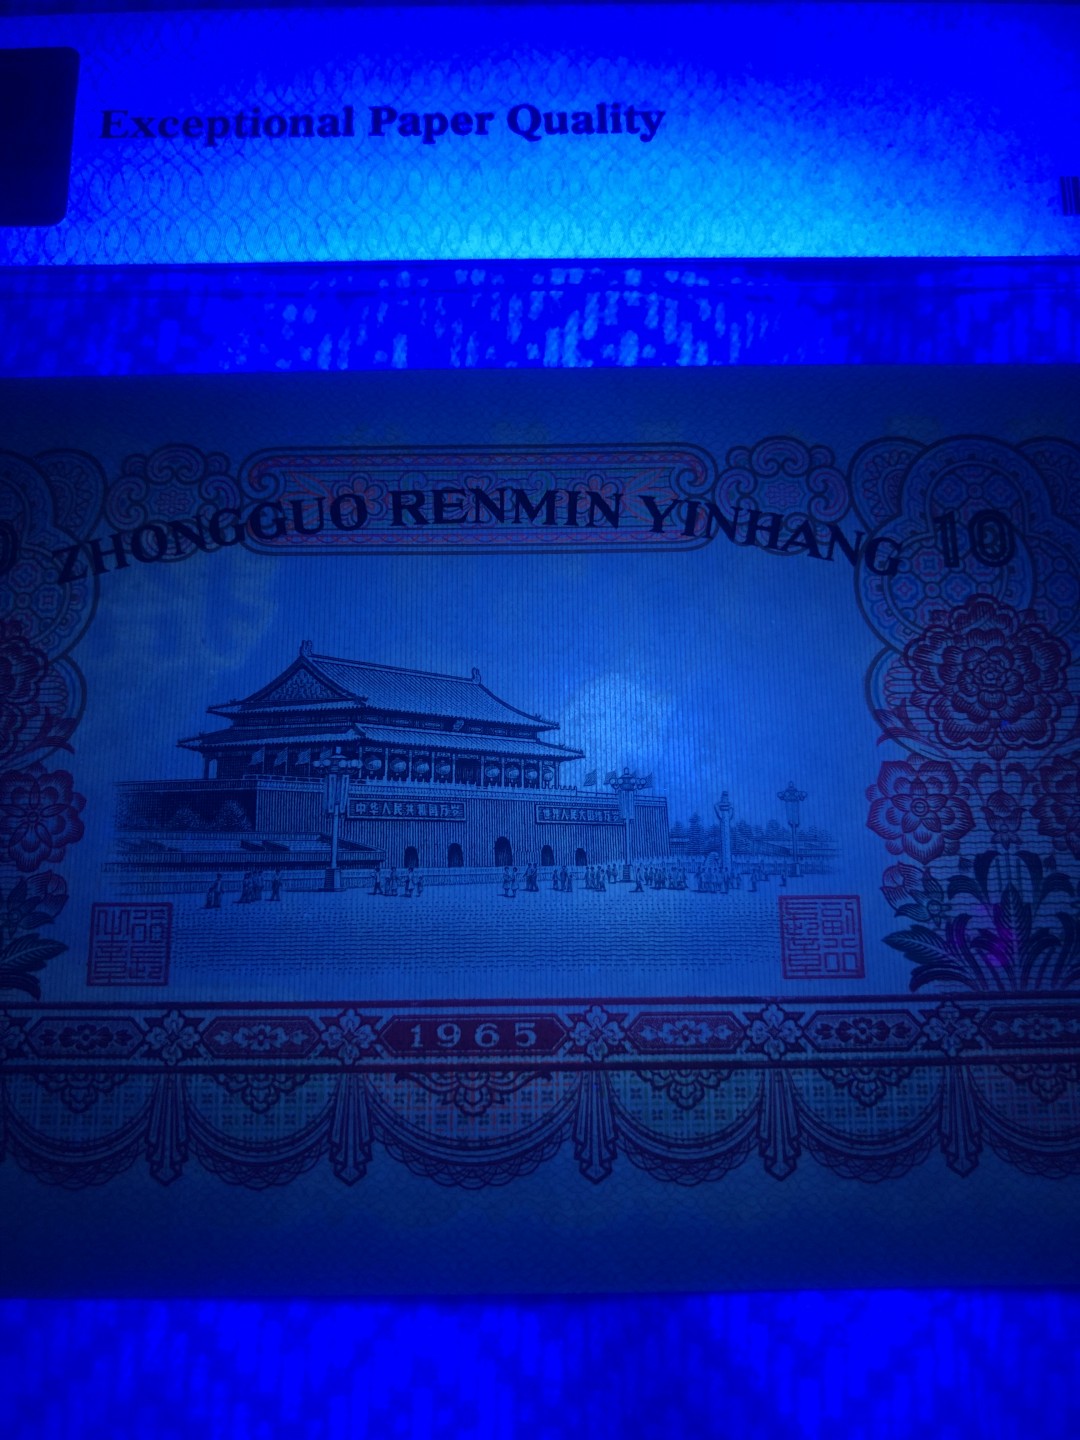 Exceptional Paper Quality
ZHONGGUO RENMIN YINHANG
10
中华人民共和国万岁
世界人民大团结万岁
1965